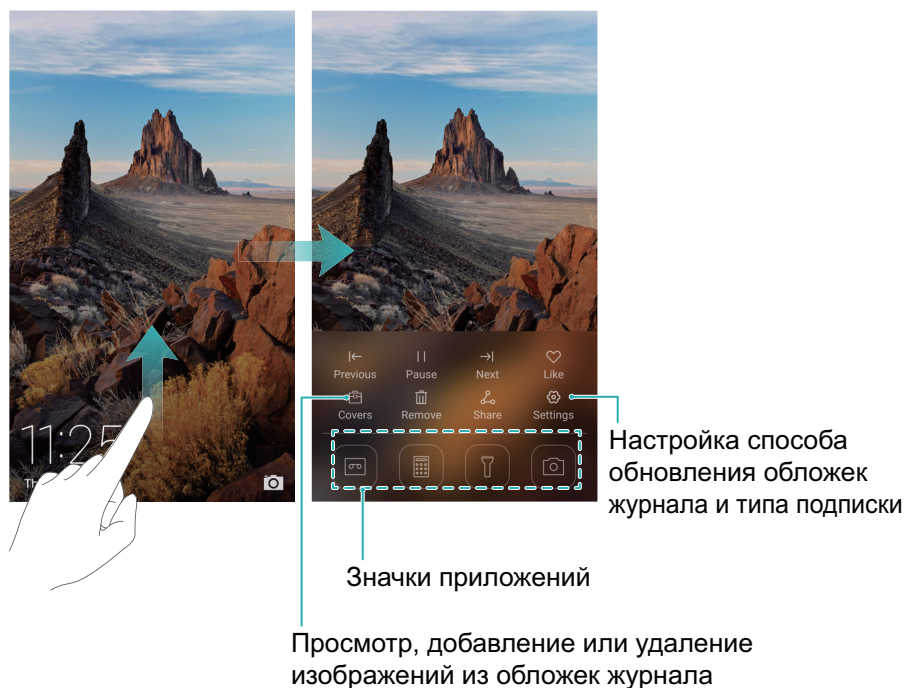 Previous Pause Next Like
Covers Remove Share Settings
11:25
Th
Настройка способа
обновления обложек
журнала и типа подписки
Значки приложений
Просмотр, добавление или удаление
изображений из обложек журнала